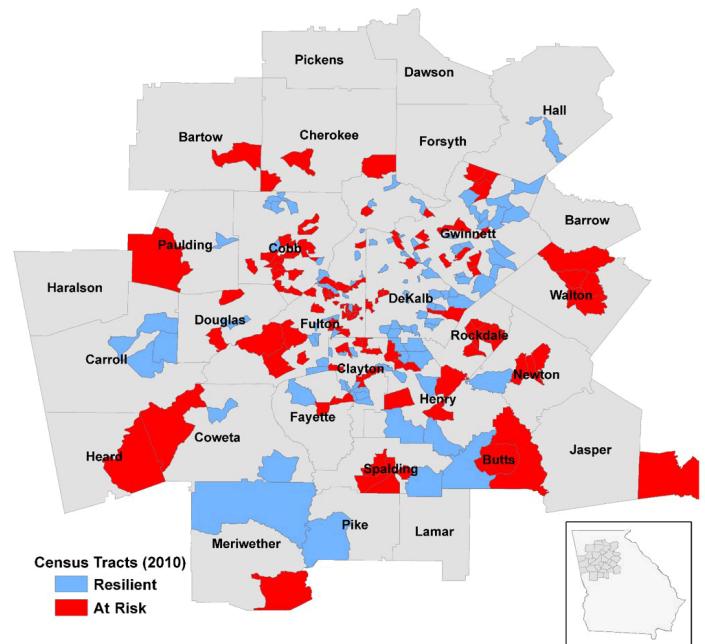 Pickens
Dawson
Hall
Bartow
Cherokee
Forsyth
Barrow
Paulding
Cobb
Gwinnett
Haralson
Walton
Douglas
Fulton
DeKalb
Rockdale
Carroll
Clayton
Newton
Henry
Fayette
Coweta
Jasper
Heard
Spalding
Butts
Pike
Lamar
Meriwether
Census Tracts (2010)
Resilient
At Risk